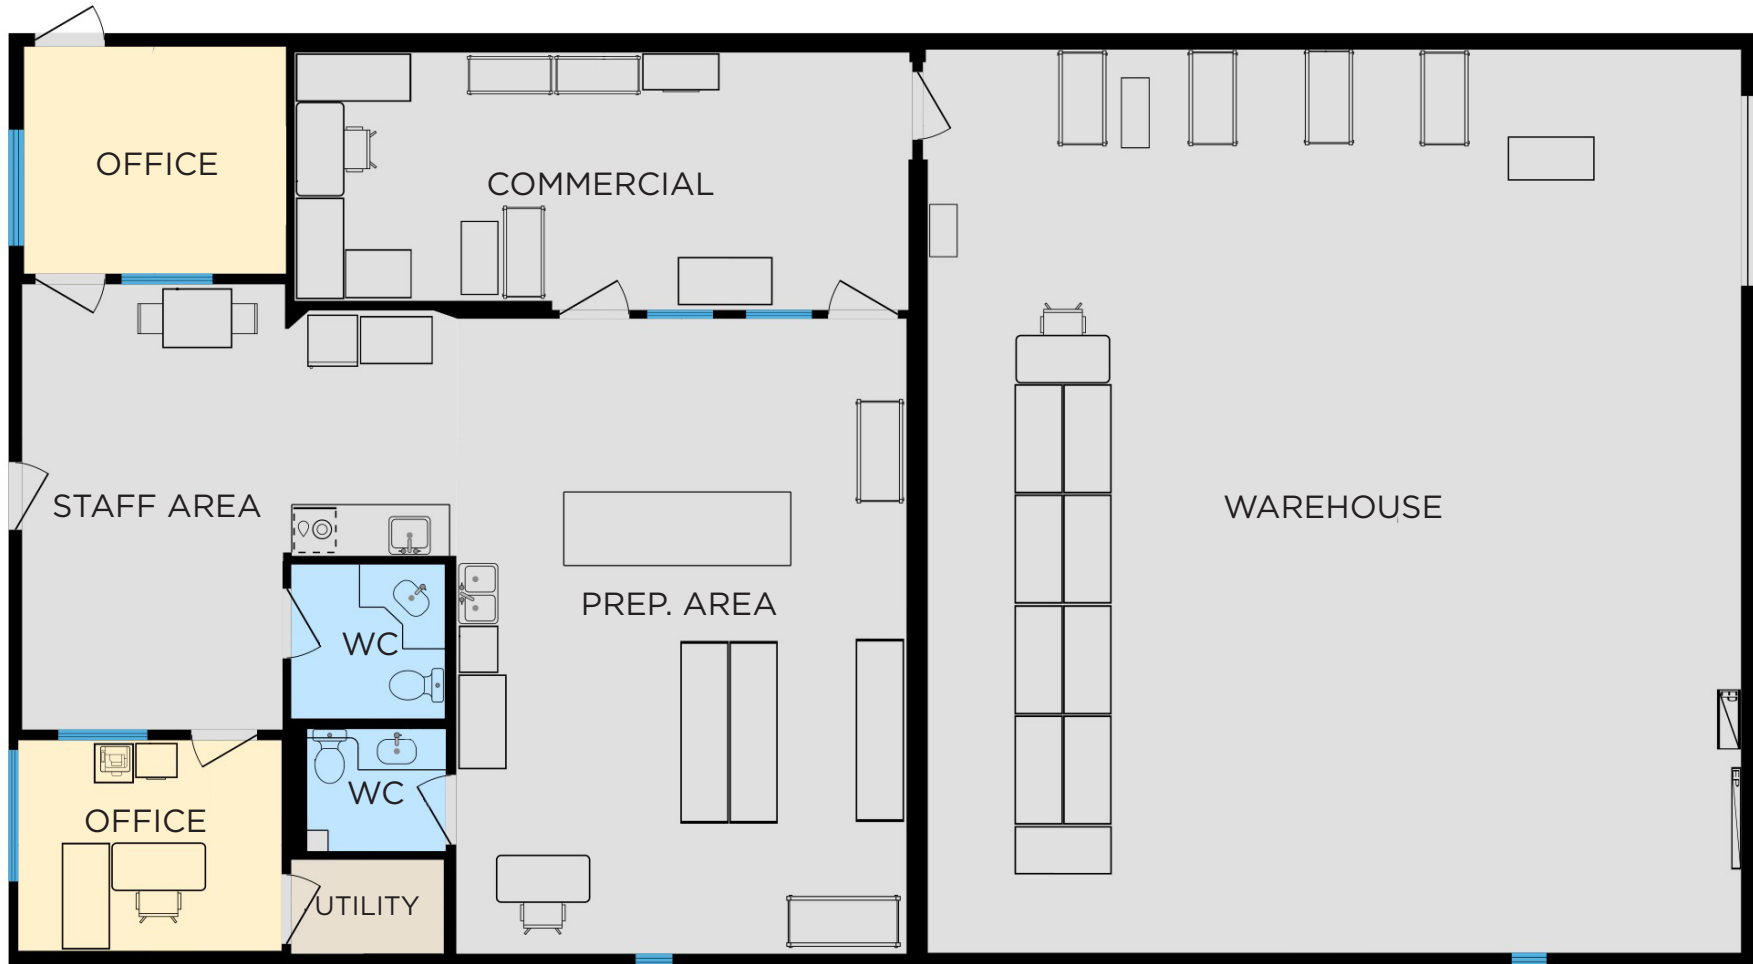 OFFICE
COMMERCIAL
STAFF AREA
WAREHOUSE
PREP. AREA
WC
WC
OFFICE
UTILITY